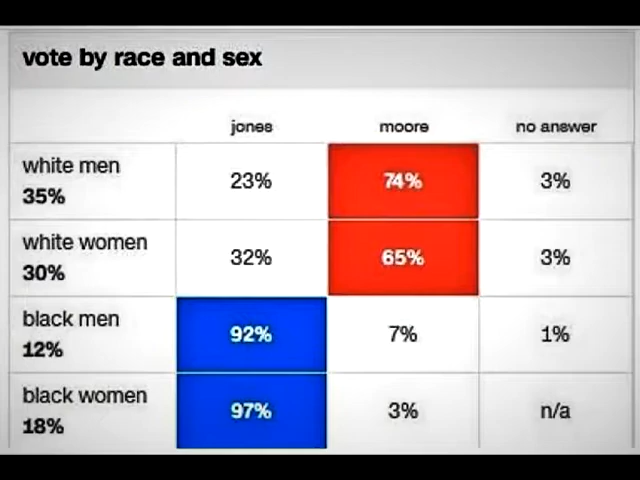 vote by race and sex
jones moore no answer
white men
35%
23% 74% 3%
white women
30%
32% 65% 3%
black men
12%
92% 7% 1%
black women
18%
97% 3% n/a